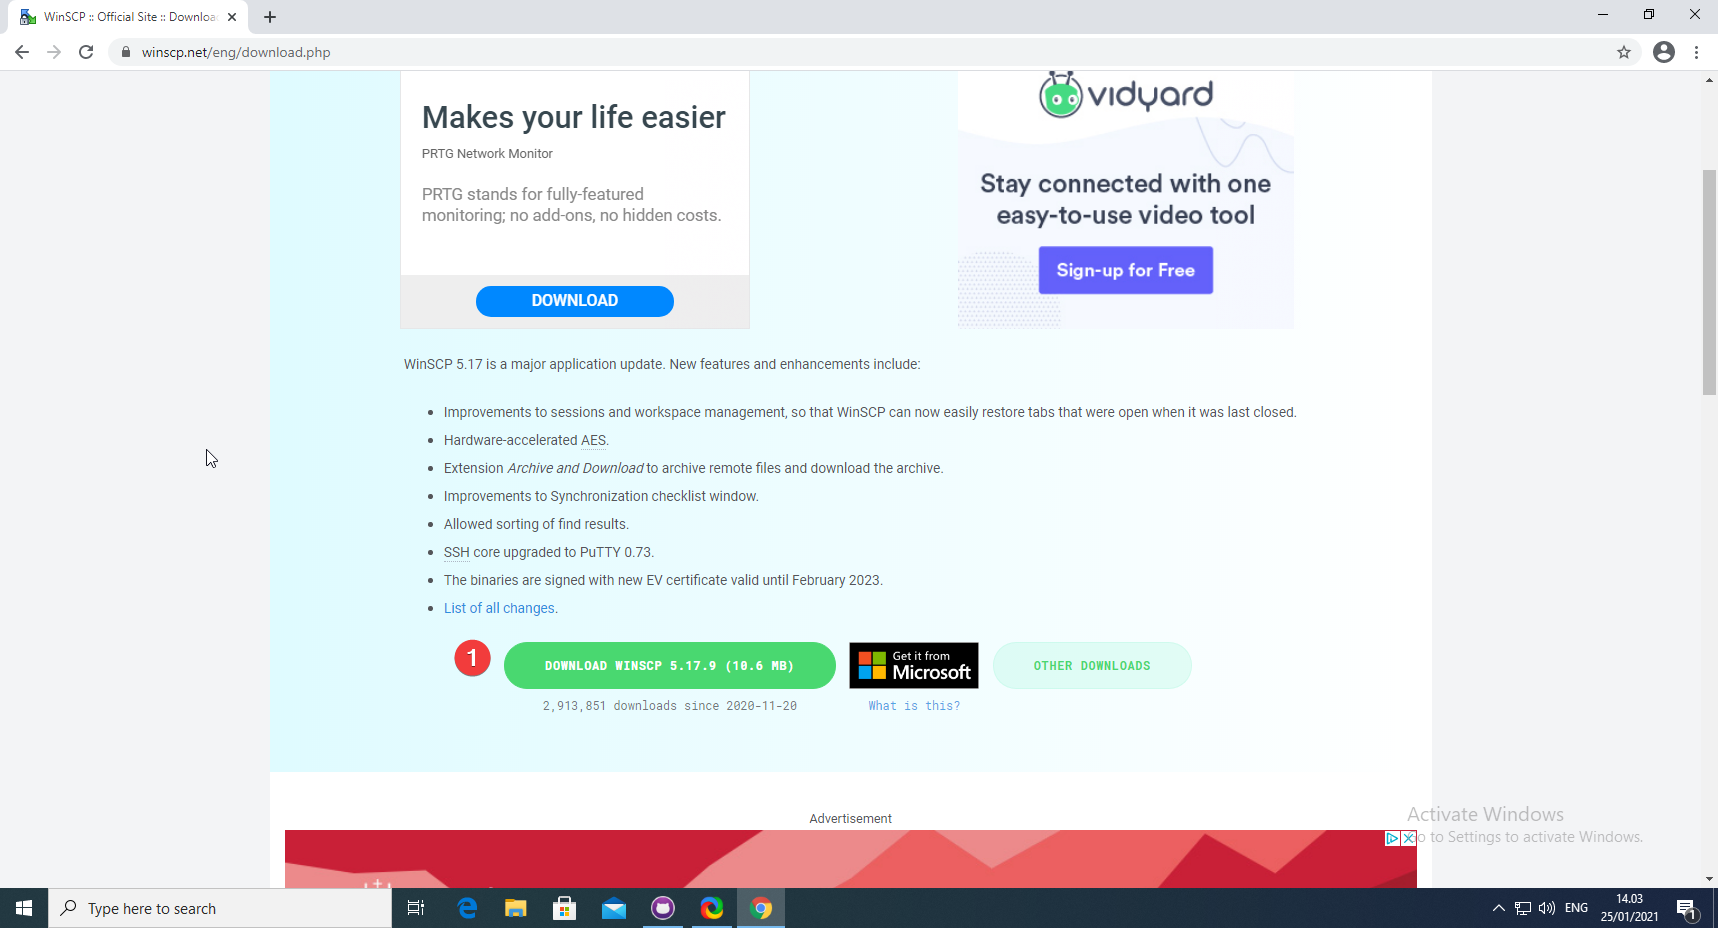 WinSCP :: Official Site :: Downloa
winscp.net/eng/download.php
Makes your life easier
PRTG Network Monitor
PRTG stands for fully-featured
monitoring; no add-ons, no hidden costs.
DOWNLOAD
vidyard
Stay connected with one
easy-to-use video tool
Sign-up for Free
WinSCP 5.17 is a major application update. New features and enhancements include:
Improvements to sessions and workspace management, so that WinSCP can now easily restore tabs that were open when it was last closed.
Hardware-accelerated AES.
Extension Archive and Download to archive remote files and download the archive.
Improvements to Synchronization checklist window.
Allowed sorting of find results.
SSH core upgraded to PuTTY 0.73.
The binaries are signed with new EV certificate valid until February 2023.
List of all changes.
1
DOWNLOAD WINSCP 5.17.9 (10.6 MB)
Get it from
Microsoft
OTHER DOWNLOADS
2,913,851 downloads since 2020-11-20
What is this?
Advertisement
Activate Windows
o to Settings to activate Windows.
Type here to search
ENG
14.03
25/01/2021
1